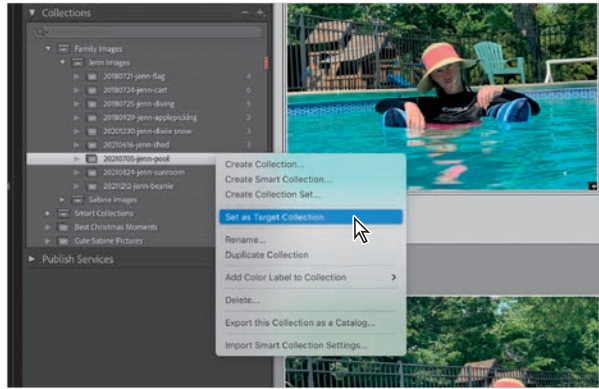 Collections
Family Images
Jenn Images
20180721-jenn-flag 4
20180724-jenn-cart 6
20180725-jenn-diving 5
20180929-jenn-applepicking 3
20201230-jenn-dixie snow 3
20210616-jenn-shed 3
20210705-jenn-pool
20210824-jenn-sunroom
20211212-jenn-beanie
Sabine Images
Smart Collections
Best Christmas Moments
Cute Sabine Pictures
Publish Services
Create Collection...
Create Smart Collection...
Create Collection Set...
Set as Target Collection
Rename...
Duplicate Collection
Add Color Label to Collection
Delete...
Export this Collection as a Catalog...
Import Smart Collection Settings...